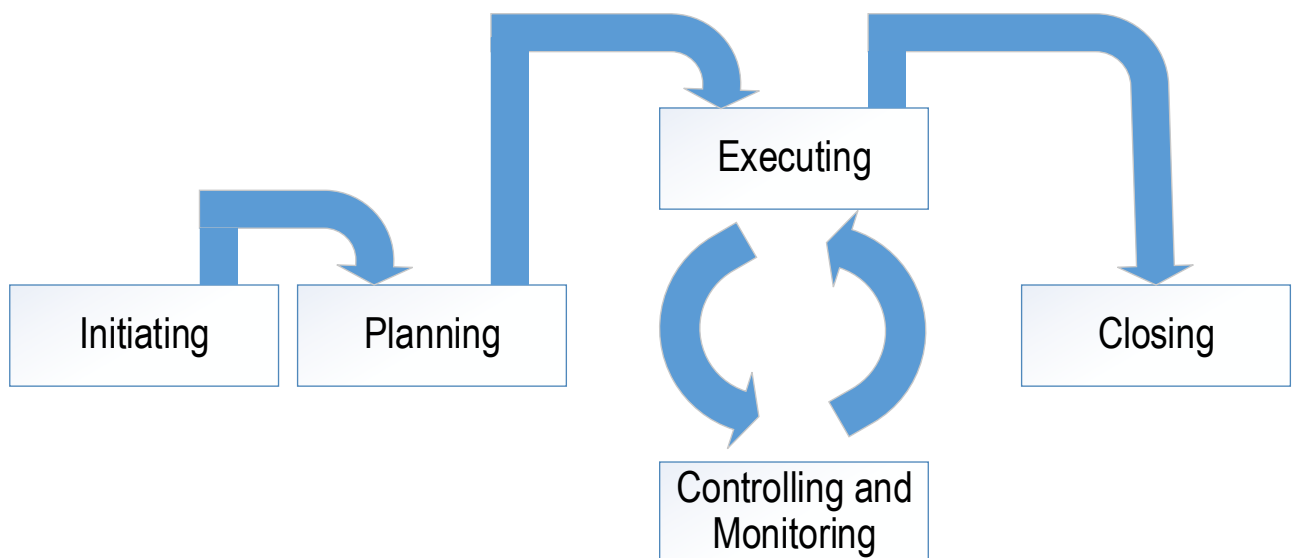 Executing
Initiating
Planning
Closing
Controlling and
Monitoring